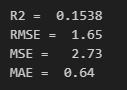 R2 =  0.1538
RMSE =  1.65
MSE =   2.73
MAE =  0.64